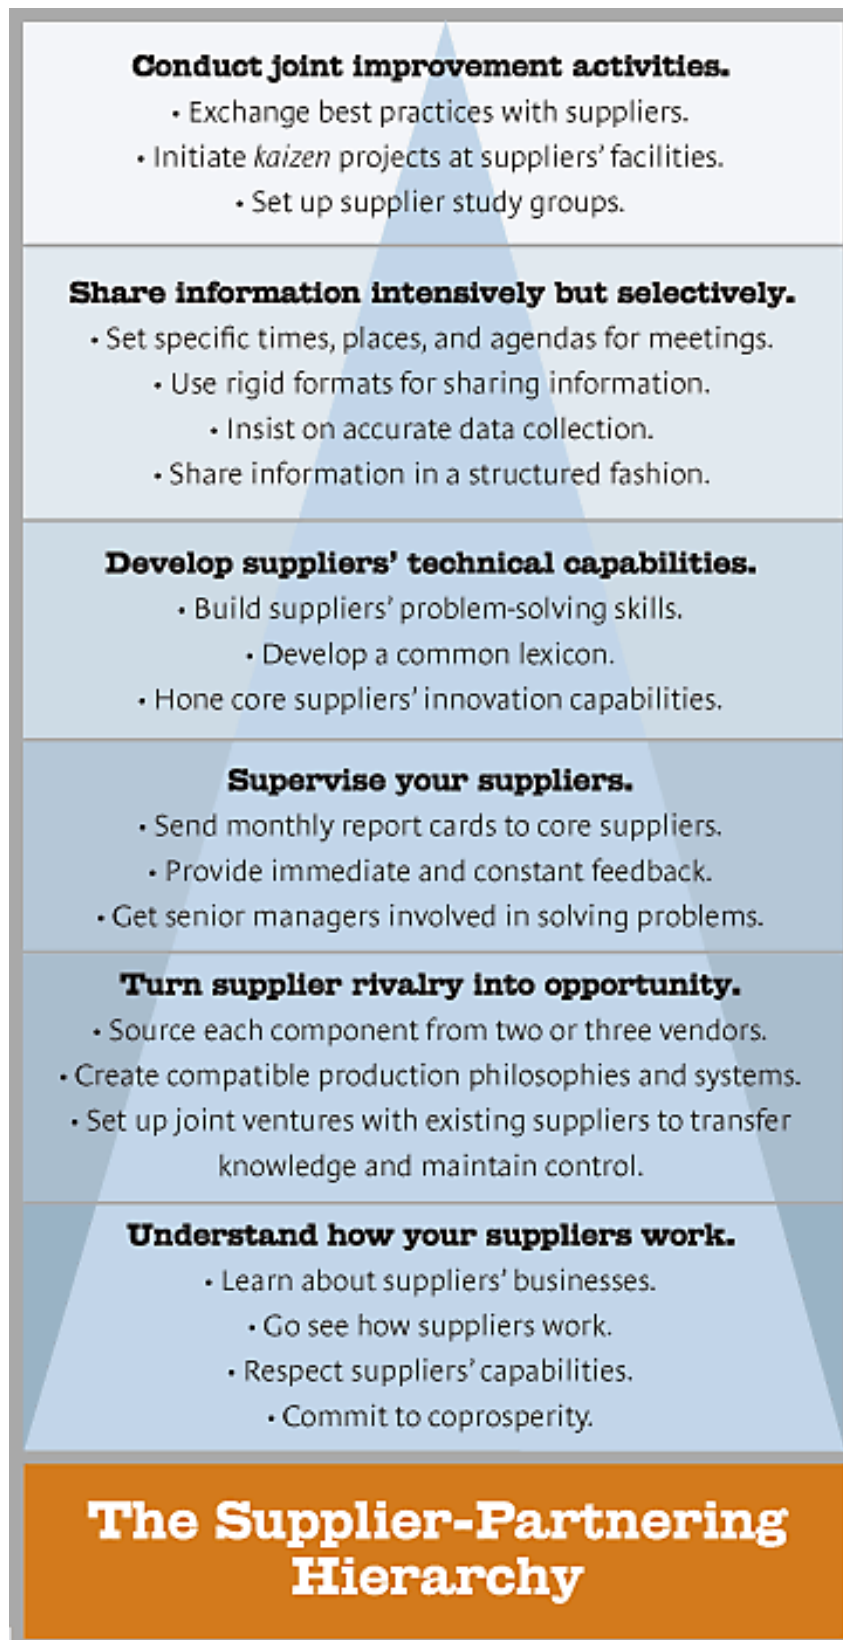 Conduct joint improvement activities.
• Exchange best practices with suppliers.
• Initiate kaizen projects at suppliers’ facilities.
• Set up supplier study groups.
Share information intensively but selectively.
• Set specific times, places, and agendas for meetings.
• Use rigid formats for sharing information.
• Insist on accurate data collection.
• Share information in a structured fashion.
Develop suppliers’ technical capabilities.
• Build suppliers’ problem-solving skills.
• Develop a common lexicon.
• Hone core suppliers’ innovation capabilities.
Supervise your suppliers.
• Send monthly report cards to core suppliers.
• Provide immediate and constant feedback.
• Get senior managers involved in solving problems.
Turn supplier rivalry into opportunity.
• Source each component from two or three vendors.
• Create compatible production philosophies and systems.
• Set up joint ventures with existing suppliers to transfer
knowledge and maintain control.
Understand how your suppliers work.
• Learn about suppliers’ businesses.
• Go see how suppliers work.
• Respect suppliers’ capabilities.
• Commit to coprosperity.
The Supplier-Partnering
Hierarchy